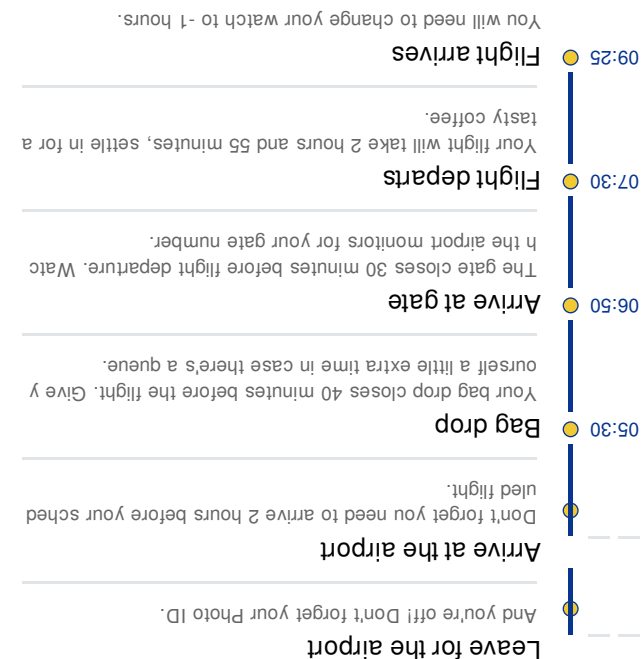 Leave for the airport
And you're off! Don't forget your Photo ID.
Arrive at the airport
Don't forget you need to arrive 2 hours before your sched
uled flight.
05:30
Bag drop
Your bag drop closes 40 minutes before the flight. Give y
ourself a little extra time in case there's a queue.
06:50
Arrive at gate
The gate closes 30 minutes before flight departure. Watc
h the airport monitors for your gate number.
07:30
Flight departs
Your flight will take 2 hours and 55 minutes, settle in for a
tasty coffee.
09:25
Flight arrives
You will need to change your watch to -1 hours.